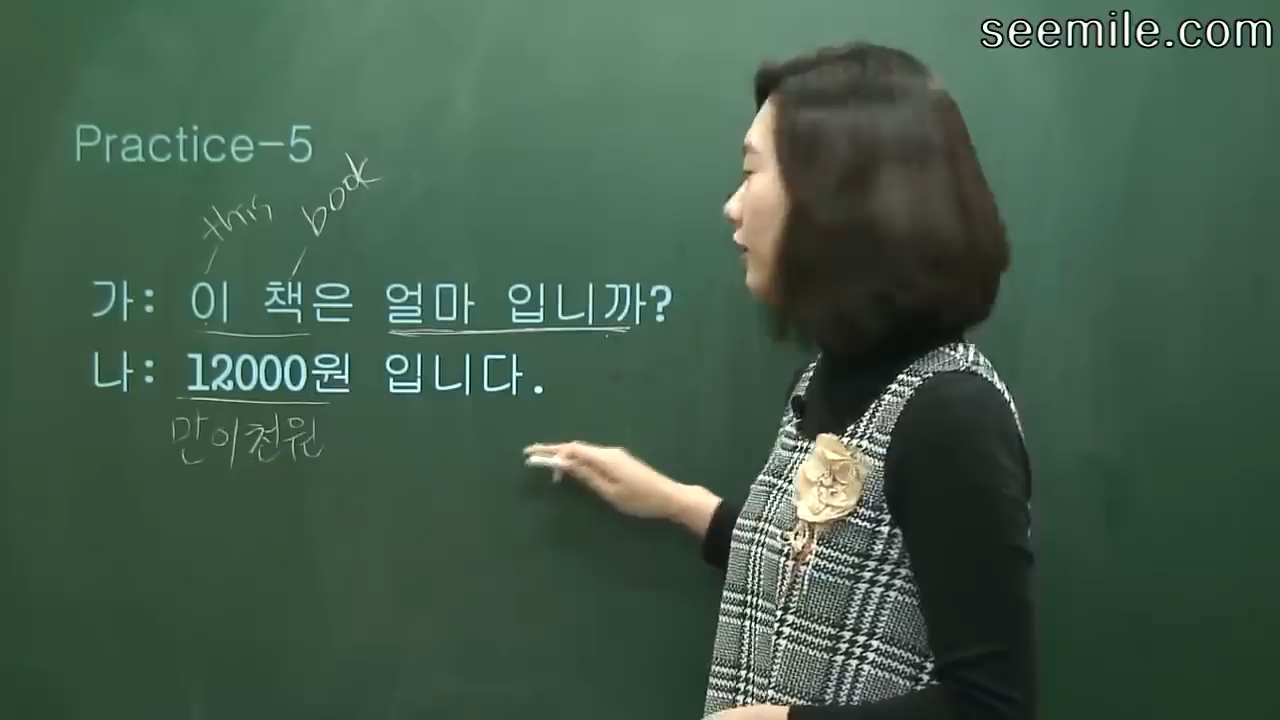 seemile.com
Practice-5
this book
가: 이 책은 얼마 입니까?
나: 12000원 입니다.
만이천원